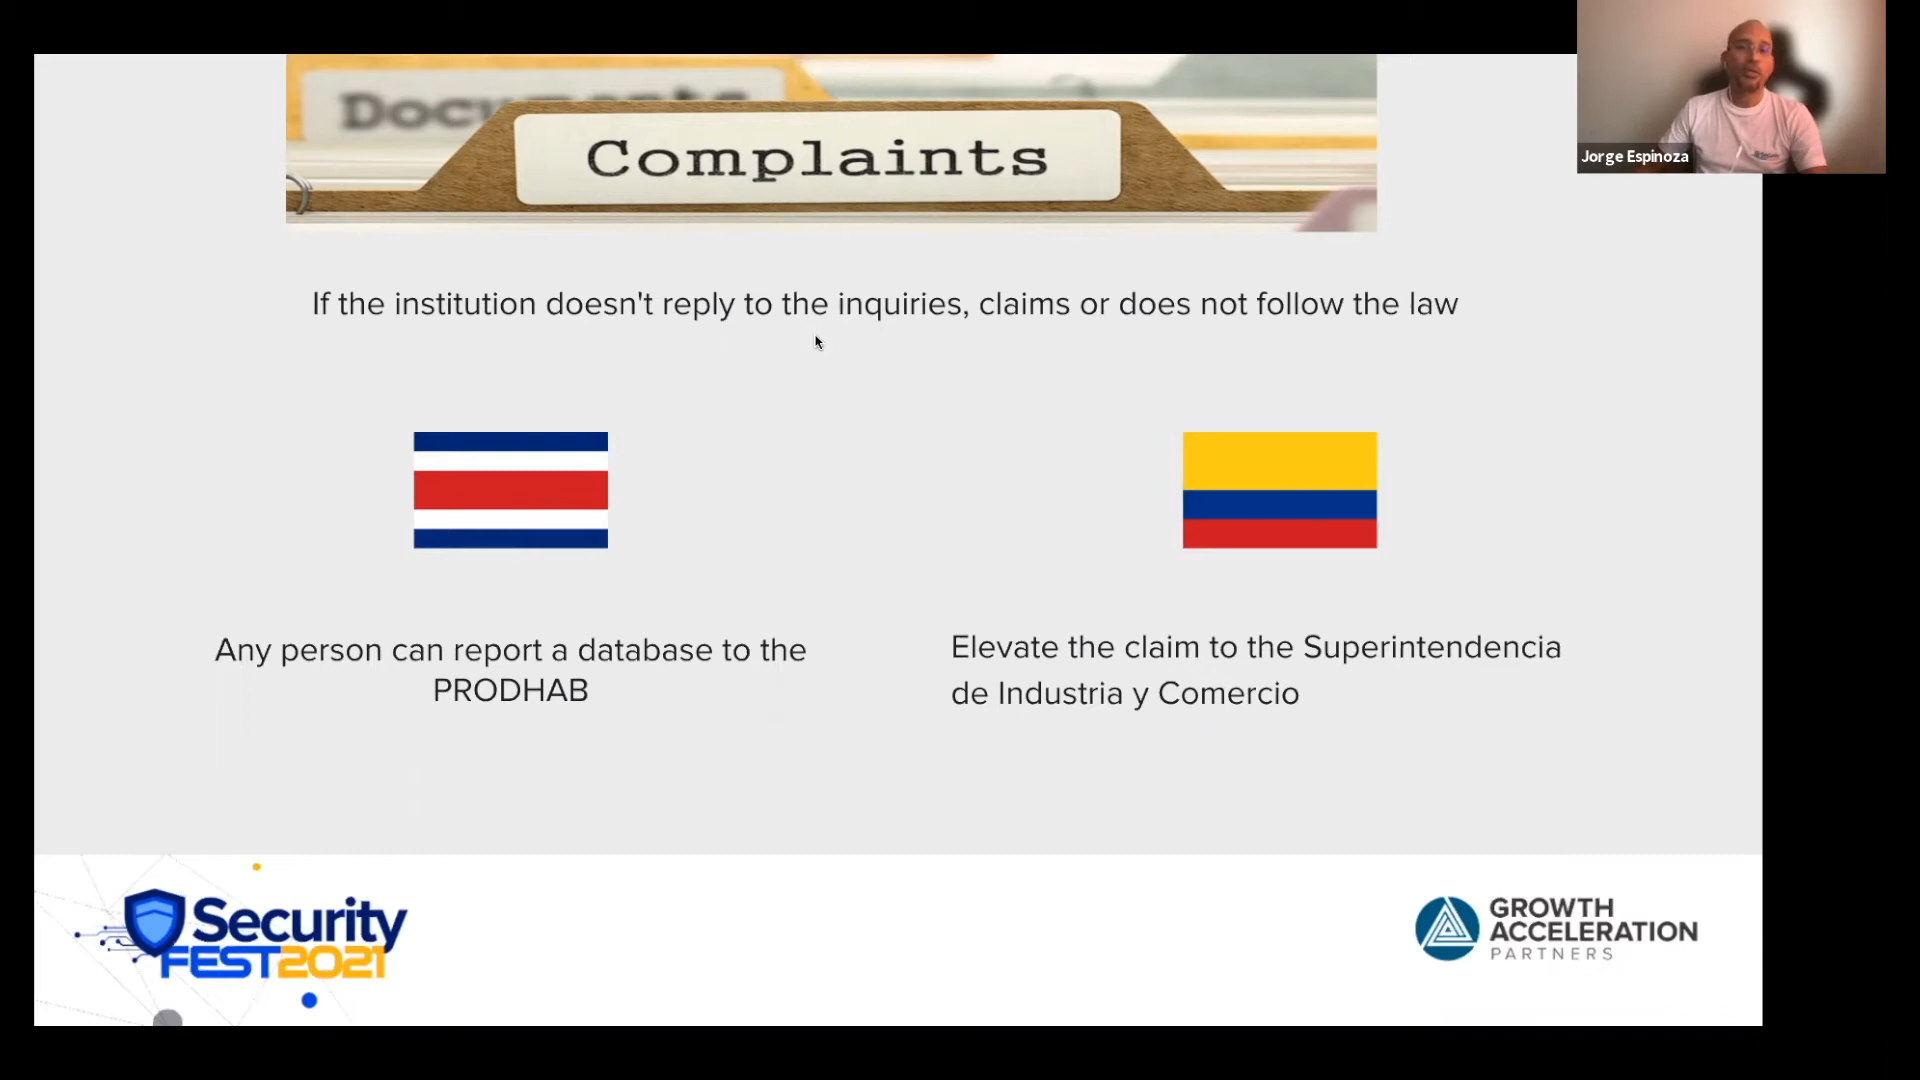 Documents
Complaints
Jorge Espinoza
If the institution doesn't reply to the inquiries, claims or does not follow the law
Any person can report a database to the
PRODHAB
Elevate the claim to the Superintendencia
de Industria y Comercio
Security
FEST2021
GROWTH
ACCELERATION
PARTNERS